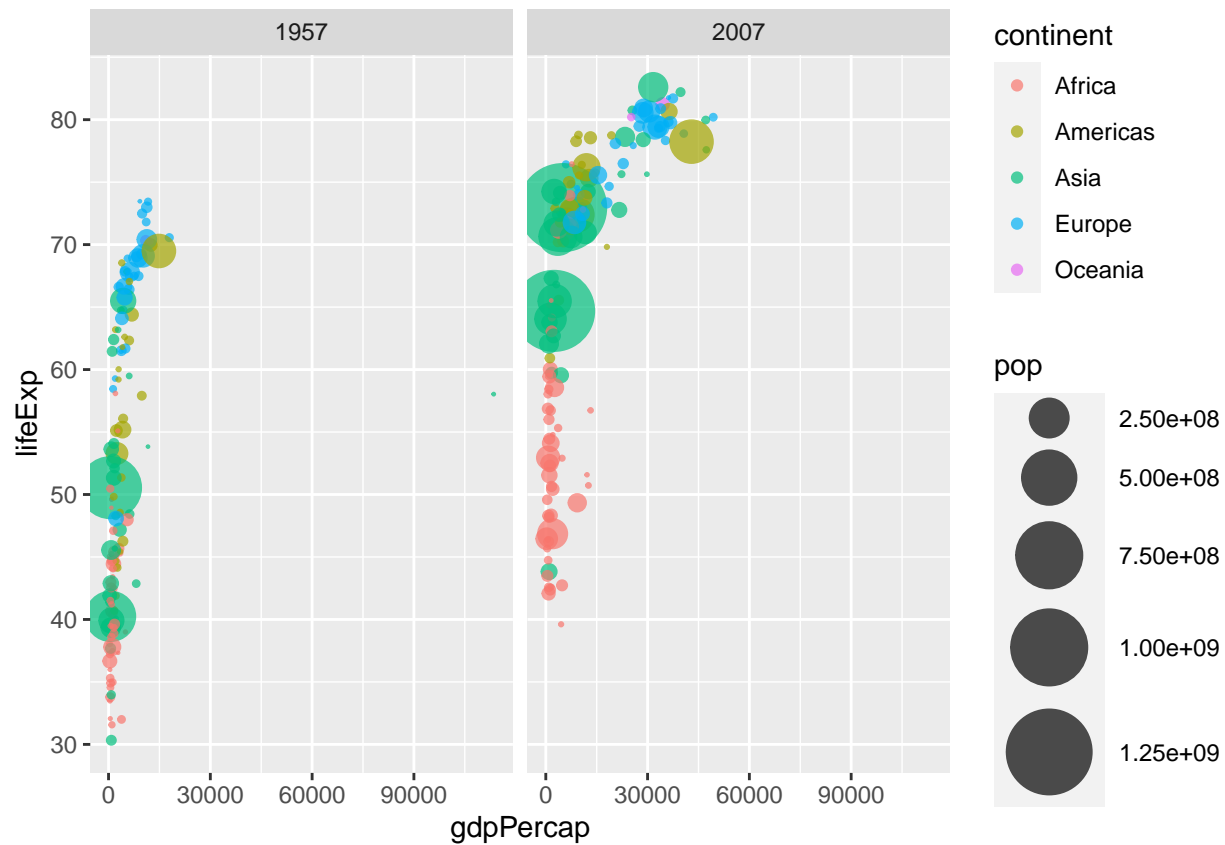 1957
2007
lifeExp
80
70
60
50
40
30
0 30000 60000 90000
0 30000 60000 90000
gdpPercap
continent
Africa
Americas
Asia
Europe
Oceania
pop
2.50e+08
5.00e+08
7.50e+08
1.00e+09
1.25e+09